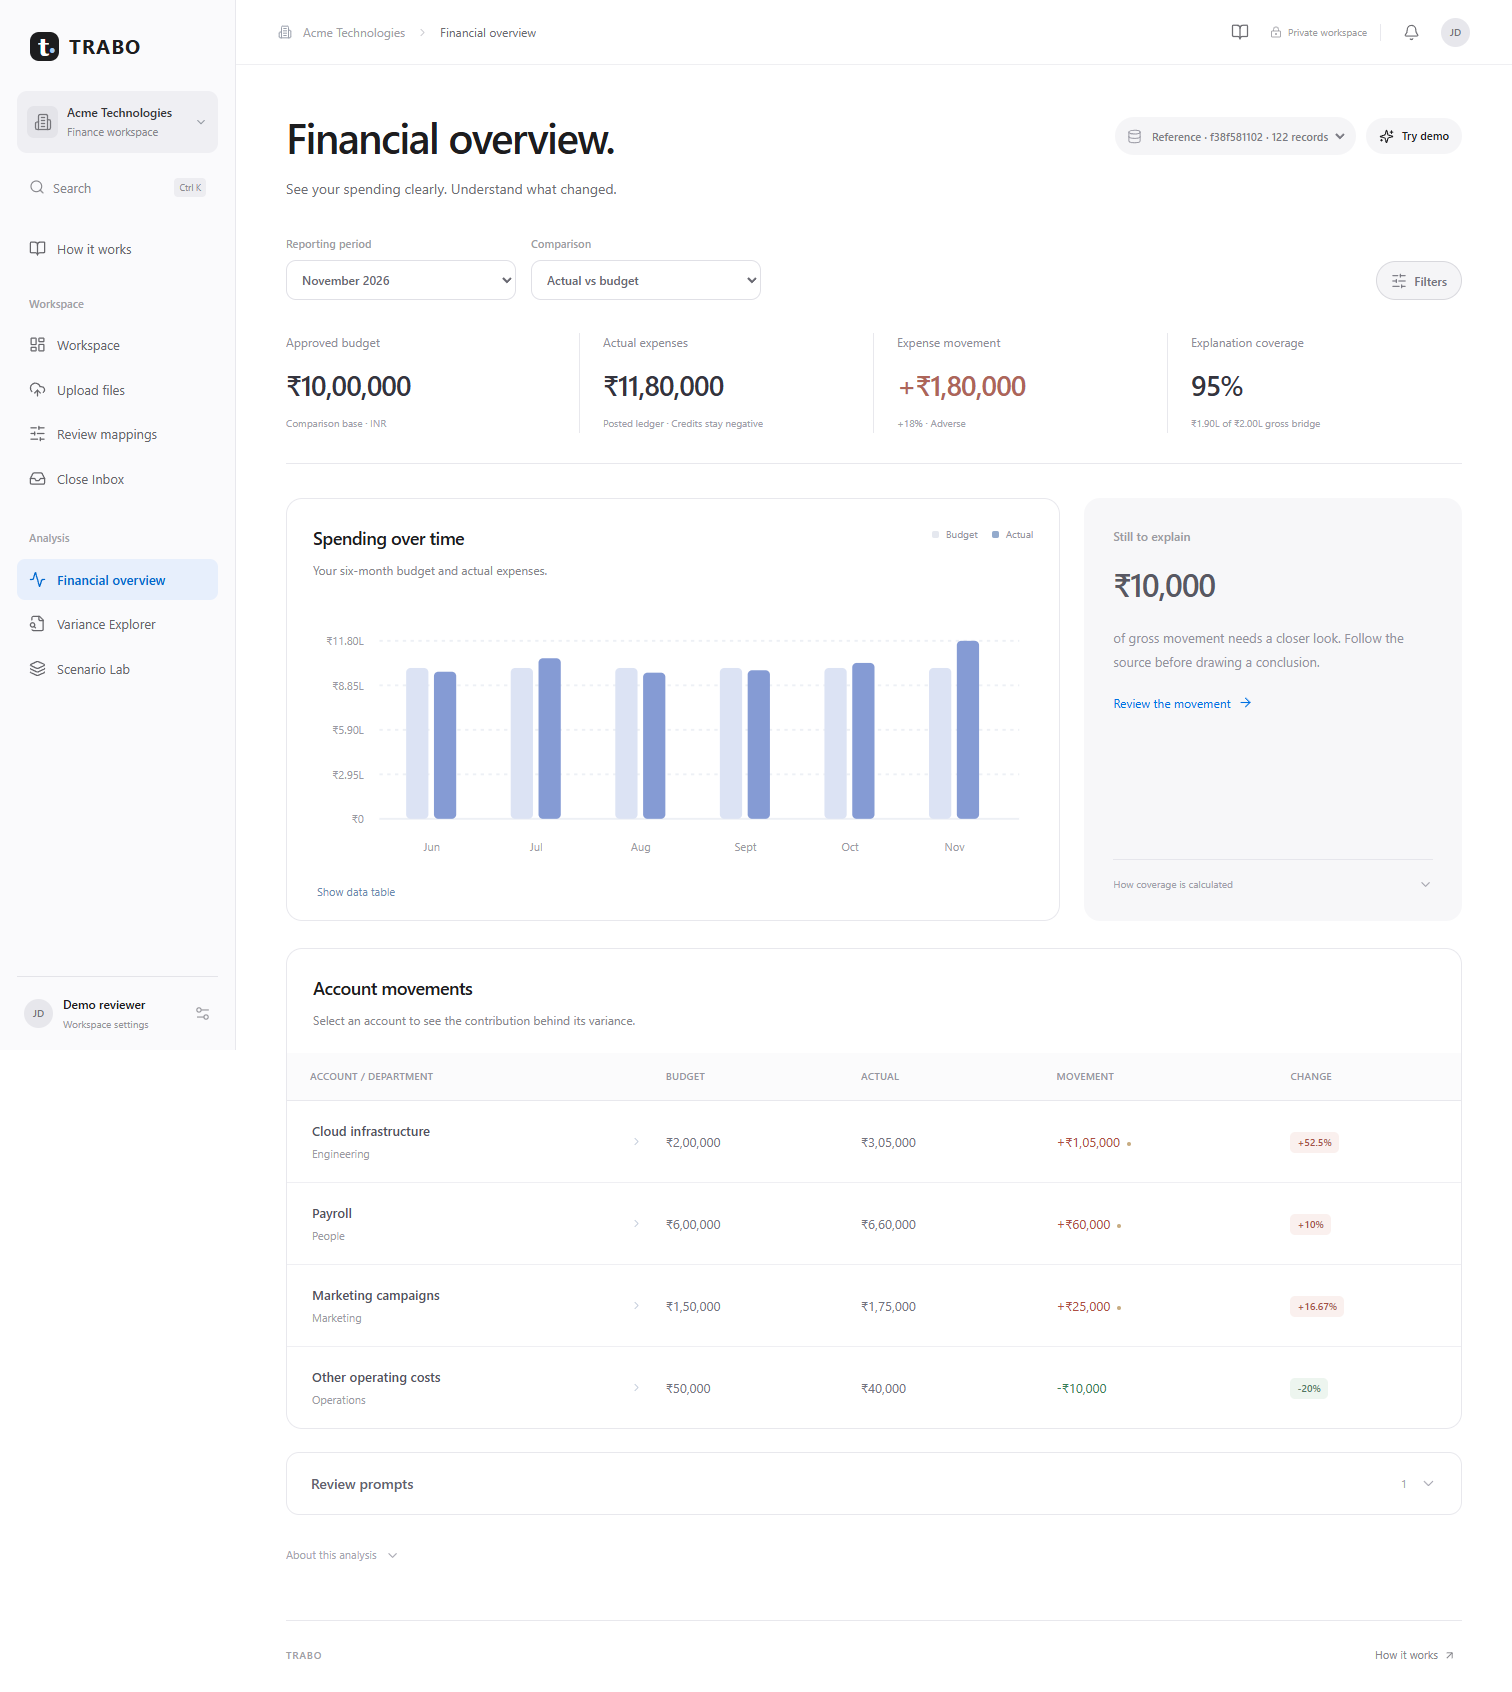 t.
TRABO
Acme Technologies
Finance workspace
Search
Ctrl K
How it works
Workspace
Workspace
Upload files
Review mappings
Close Inbox
Analysis
Financial overview
Variance Explorer
Scenario Lab
JD
Demo reviewer
Workspace settings
Acme Technologies
Financial overview
Private workspace
JD
Financial overview.
See your spending clearly. Understand what changed.
Reference · f38f581102 · 122 records
Try demo
Reporting period
November 2026
Comparison
Actual vs budget
Filters
Approved budget
₹10,00,000
Comparison base · INR
Actual expenses
₹11,80,000
Posted ledger · Credits stay negative
Expense movement
+₹1,80,000
+18% · Adverse
Explanation coverage
95%
₹1.90L of ₹2.00L gross bridge
Spending over time
Your six-month budget and actual expenses.
Budget
Actual
₹11.80L
₹8.85L
₹5.90L
₹2.95L
₹0
Jun
Jul
Aug
Sept
Oct
Nov
Show data table
Still to explain
₹10,000
of gross movement needs a closer look. Follow the
source before drawing a conclusion.
Review the movement
How coverage is calculated
Account movements
Select an account to see the contribution behind its variance.
ACCOUNT / DEPARTMENT BUDGET ACTUAL MOVEMENT CHANGE
Cloud infrastructure
Engineering
₹2,00,000 ₹3,05,000 +₹1,05,000 +52.5%
Payroll
People
₹6,00,000 ₹6,60,000 +₹60,000 +10%
Marketing campaigns
Marketing
₹1,50,000 ₹1,75,000 +₹25,000 +16.67%
Other operating costs
Operations
₹50,000 ₹40,000 -₹10,000 -20%
Review prompts
1
About this analysis
TRABO
How it works